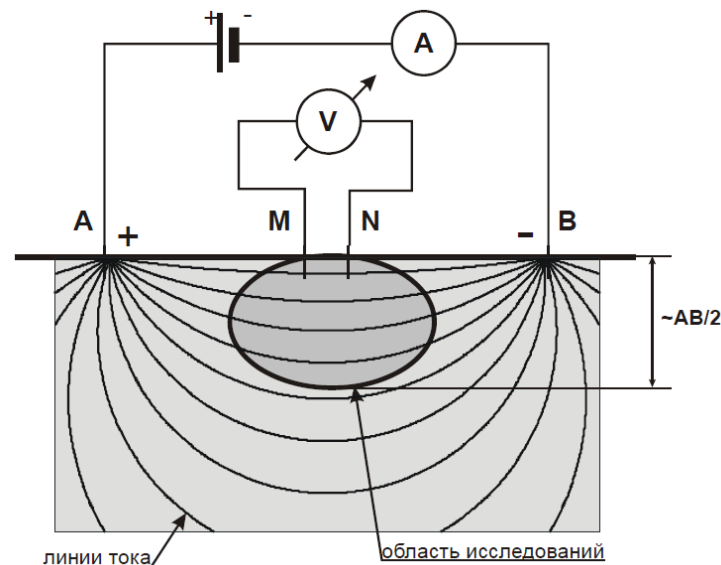 + -
A
V
A
M
N
B
+
-
~AB/2
линии тока
область исследований